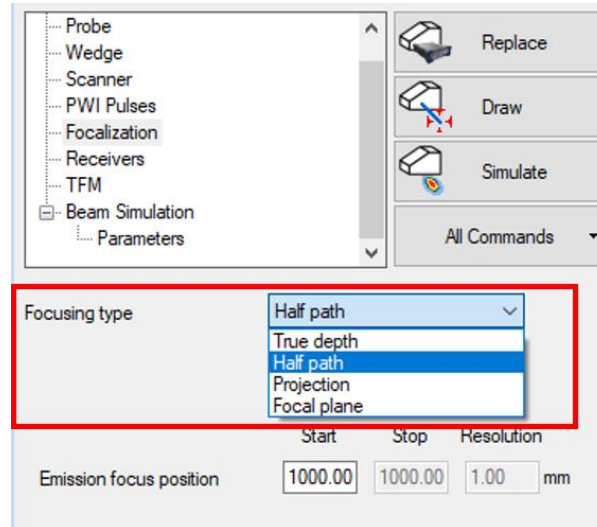 Probe
Wedge
Scanner
PWI Pulses
Focalization
Receivers
TFM
Beam Simulation
Parameters
Replace
Draw
Simulate
All Commands
Focusing type
Half path
True depth
Half path
Projection
Focal plane
Start Stop Resolution
Emission focus position 1000.00 1000.00 1.00 mm